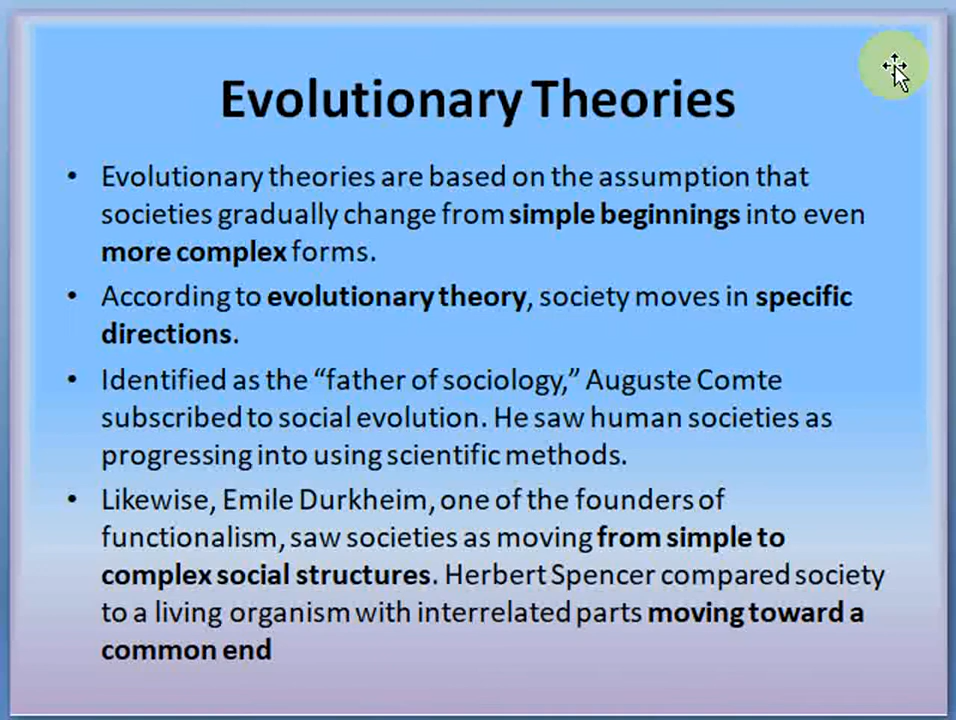 Evolutionary Theories
• Evolutionary theories are based on the assumption that
societies gradually change from simple beginnings into even
more complex forms.
• According to evolutionary theory, society moves in specific
directions.
• Identified as the “father of sociology,” Auguste Comte
subscribed to social evolution. He saw human societies as
progressing into using scientific methods.
• Likewise, Emile Durkheim, one of the founders of
functionalism, saw societies as moving from simple to
complex social structures. Herbert Spencer compared society
to a living organism with interrelated parts moving toward a
common end